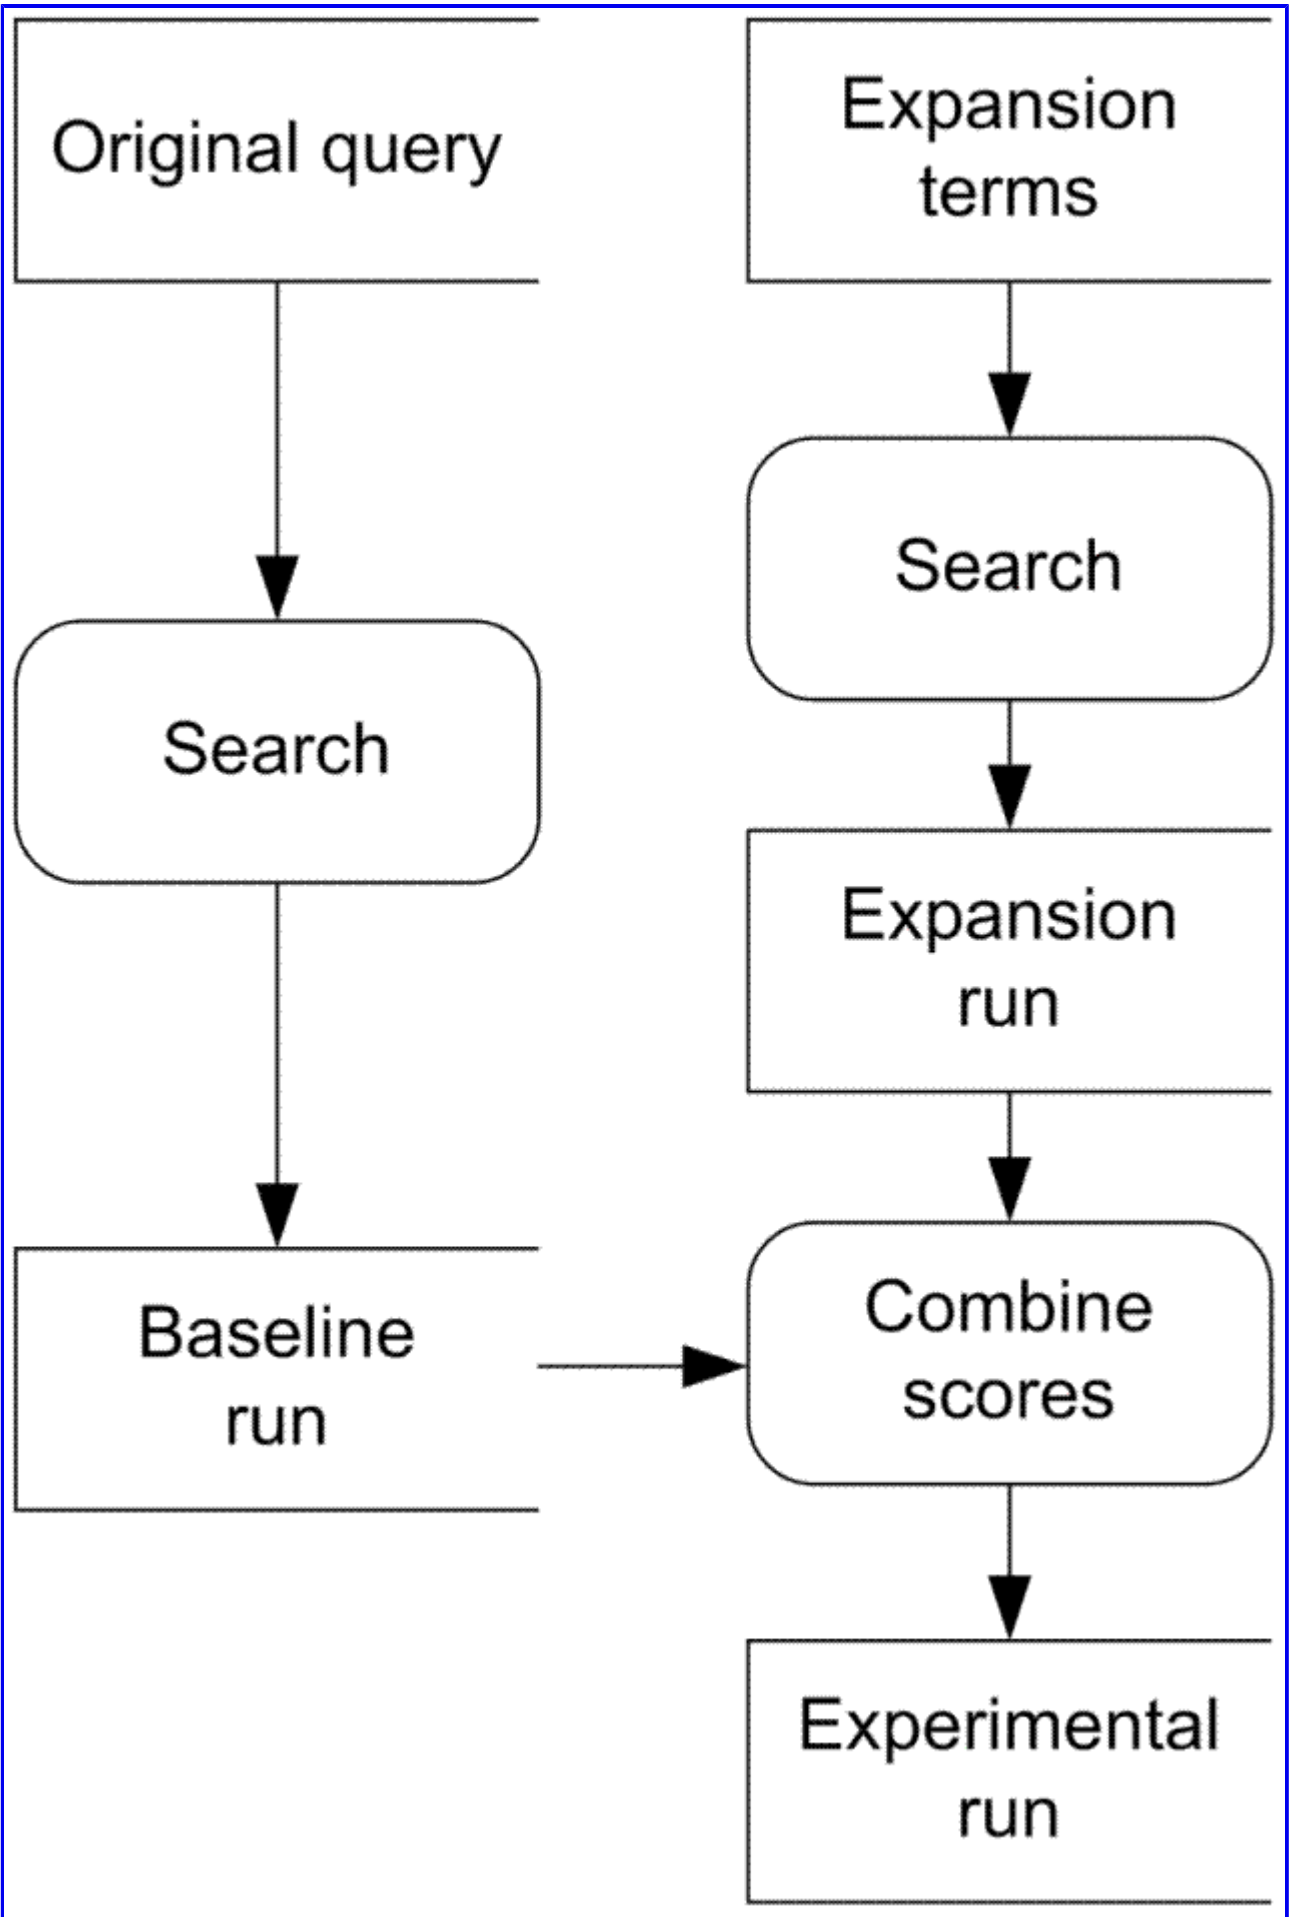 Original query
Search
Baseline
run
Expansion
terms
Search
Expansion
run
Combine
scores
Experimental
run